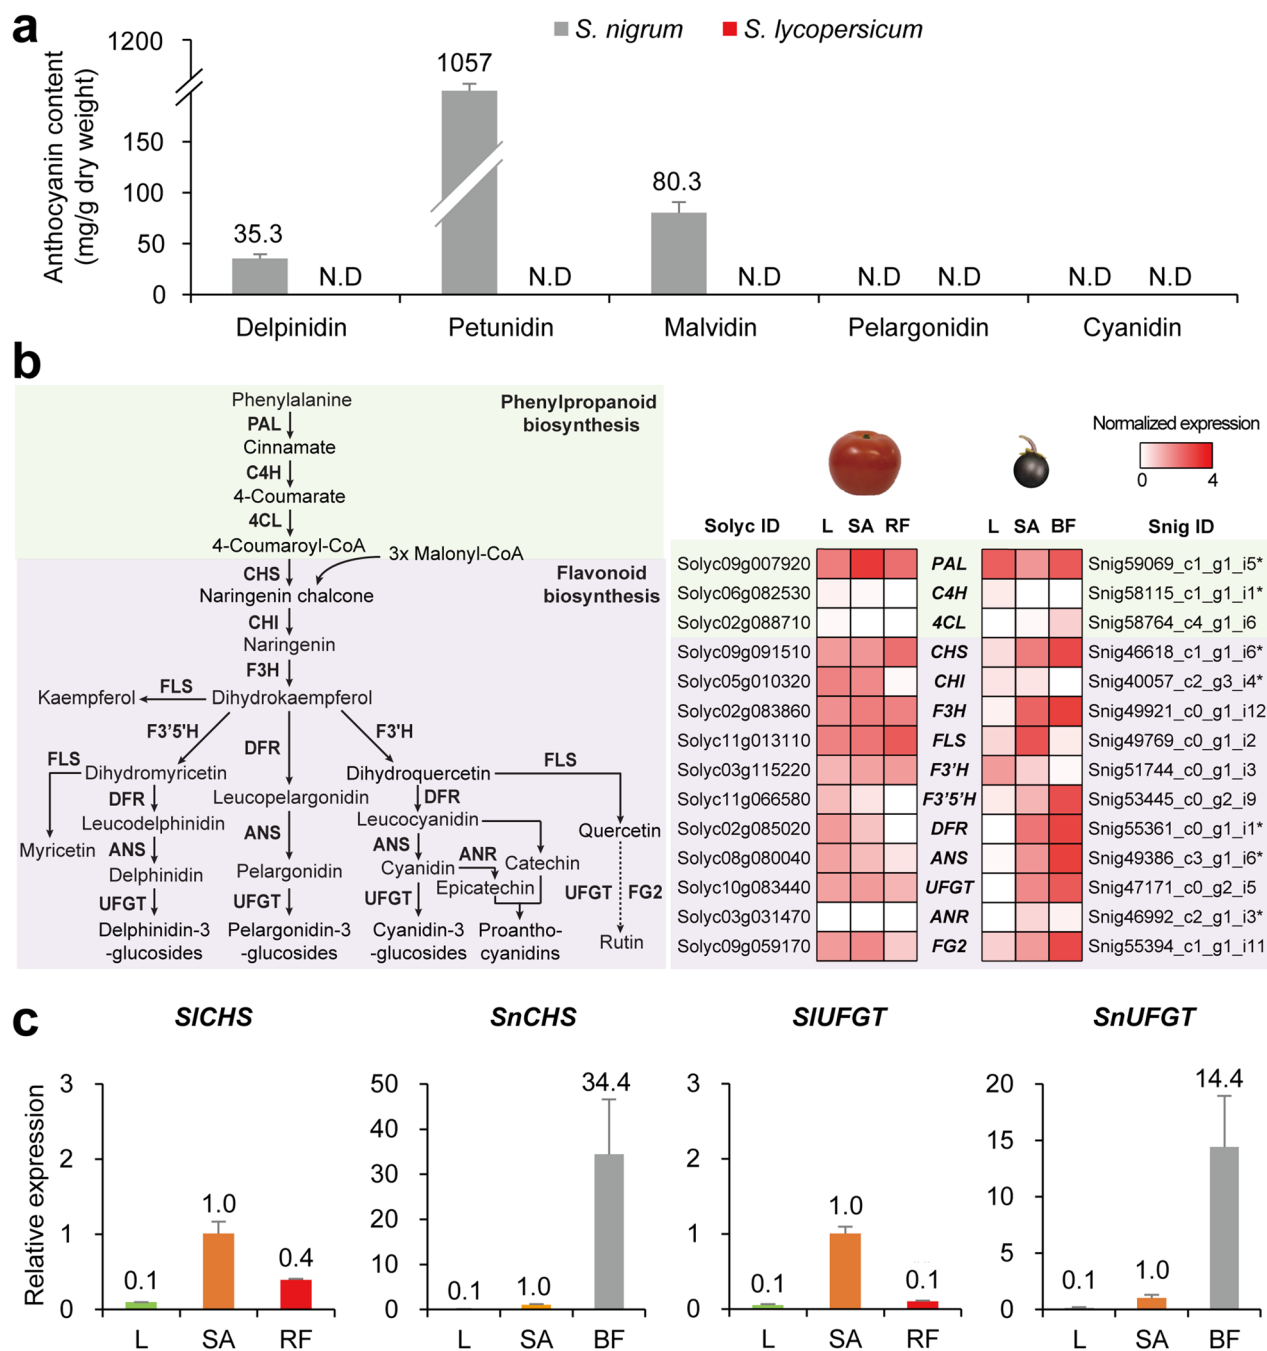 a
S. nigrum S. lycopersicum
Anthocyanin content
(mg/g dry weight)
1200
150
100
50
0
35.3 N.D 1057 N.D 80.3 N.D N.D N.D N.D N.D
Delpinidin Petunidin Malvidin Pelargonidin Cyanidin
b
Phenylpropanoid
biosynthesis
Phenylalanine
PAL
Cinnamate
C4H
4-Coumarate
4CL
4-Coumaroyl-CoA 3x Malonyl-CoA
Flavonoid
biosynthesis
CHS
Naringenin chalcone
CHI
Naringenin
F3H
Kaempferol FLS Dihydrokaempferol
F3’5'H DFR F3'H
FLS Dihydromyricetin Dihydroquercetin FLS
DFR Leucopelargonidin DFR
Leucodelphinidin Leucocyanidin
Myricetin ANS ANS ANS ANR Catechin Quercetin
Delphinidin Pelargonidin Cyanidin Epicatechin
UFGT UFGT UFGT UFGT FG2
Delphinidin-3 Pelargonidin-3 Cyanidin-3 Proantho-
-glucosides -glucosides -glucosides cyanidins Rutin
Normalized expression
0 4
Solyc ID L SA RF L SA BF Snig ID
Solyc09g007920 PAL Snig59069_c1_g1_i5*
Solyc06g082530 C4H Snig58115_c1_g1_i1*
Solyc02g088710 4CL Snig58764_c4_g1_i6
Solyc09g091510 CHS Snig46618_c1_g1_i6*
Solyc05g010320 CHI Snig40057_c2_g3_i4*
Solyc02g083860 F3H Snig49921_c0_g1_i12
Solyc11g013110 FLS Snig49769_c0_g1_i2
Solyc03g115220 F3’H Snig51744_c0_g1_i3
Solyc11g066580 F3’5’H Snig53445_c0_g2_i9
Solyc02g085020 DFR Snig55361_c0_g1_i1*
Solyc08g080040 ANS Snig49386_c3_g1_i6*
Solyc10g083440 UFGT Snig47171_c0_g2_i5
Solyc03g031470 ANR Snig46992_c2_g1_i3*
Solyc09g059170 FG2 Snig55394_c1_g1_i11
c
SlCHS SnCHS SlUFGT SnUFGT
Relative expression
3
2
1
0
0.1 1.0 0.4
L SA RF
50
40
30
20
10
0
0.1 1.0 34.4
L SA BF
3
2
1
0
0.1 1.0 0.1
L SA RF
20
15
10
5
0
0.1 1.0 14.4
L SA BF